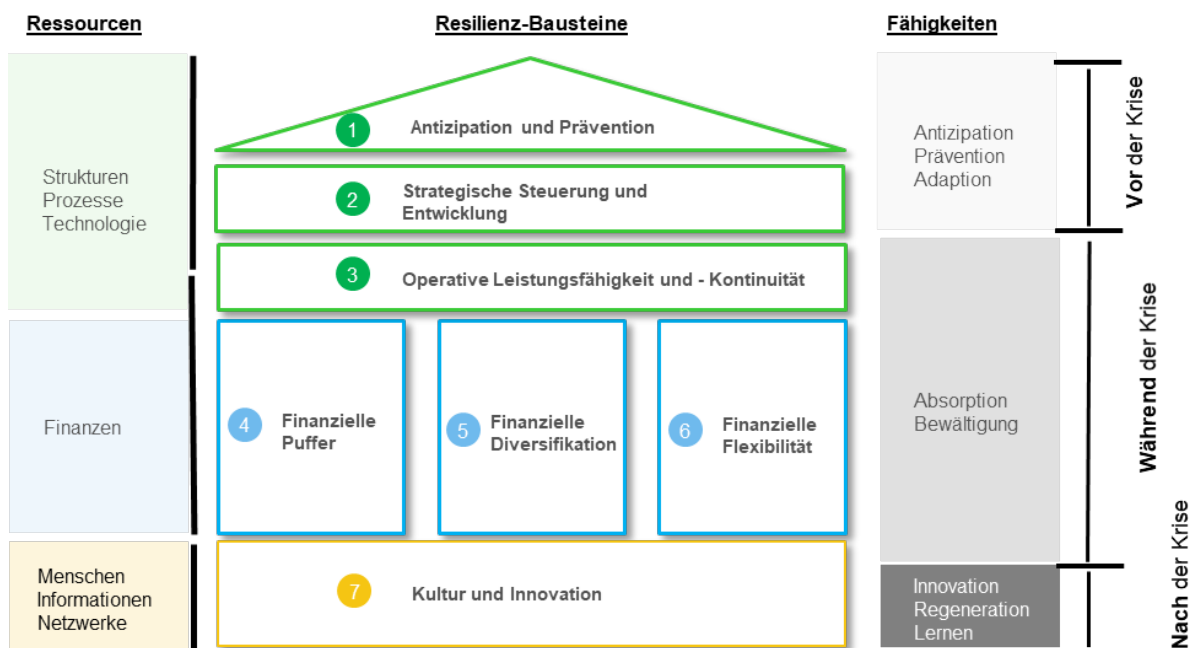 Ressourcen
Resilienz-Bausteine
Fähigkeiten
Strukturen
Prozesse
Technologie
Finanzen
Menschen
Informationen
Netzwerke
1
Antizipation und Prävention
2
Strategische Steuerung und
Entwicklung
3
Operative Leistungsfähigkeit und - Kontinuität
4
Finanzielle
Puffer
5
Finanzielle
Diversifikation
6
Finanzielle
Flexibilität
7
Kultur und Innovation
Antizipation
Prävention
Adaption
Absorption
Bewältigung
Innovation
Regeneration
Lernen
Vor der Krise
Während der Krise
Nach der Krise